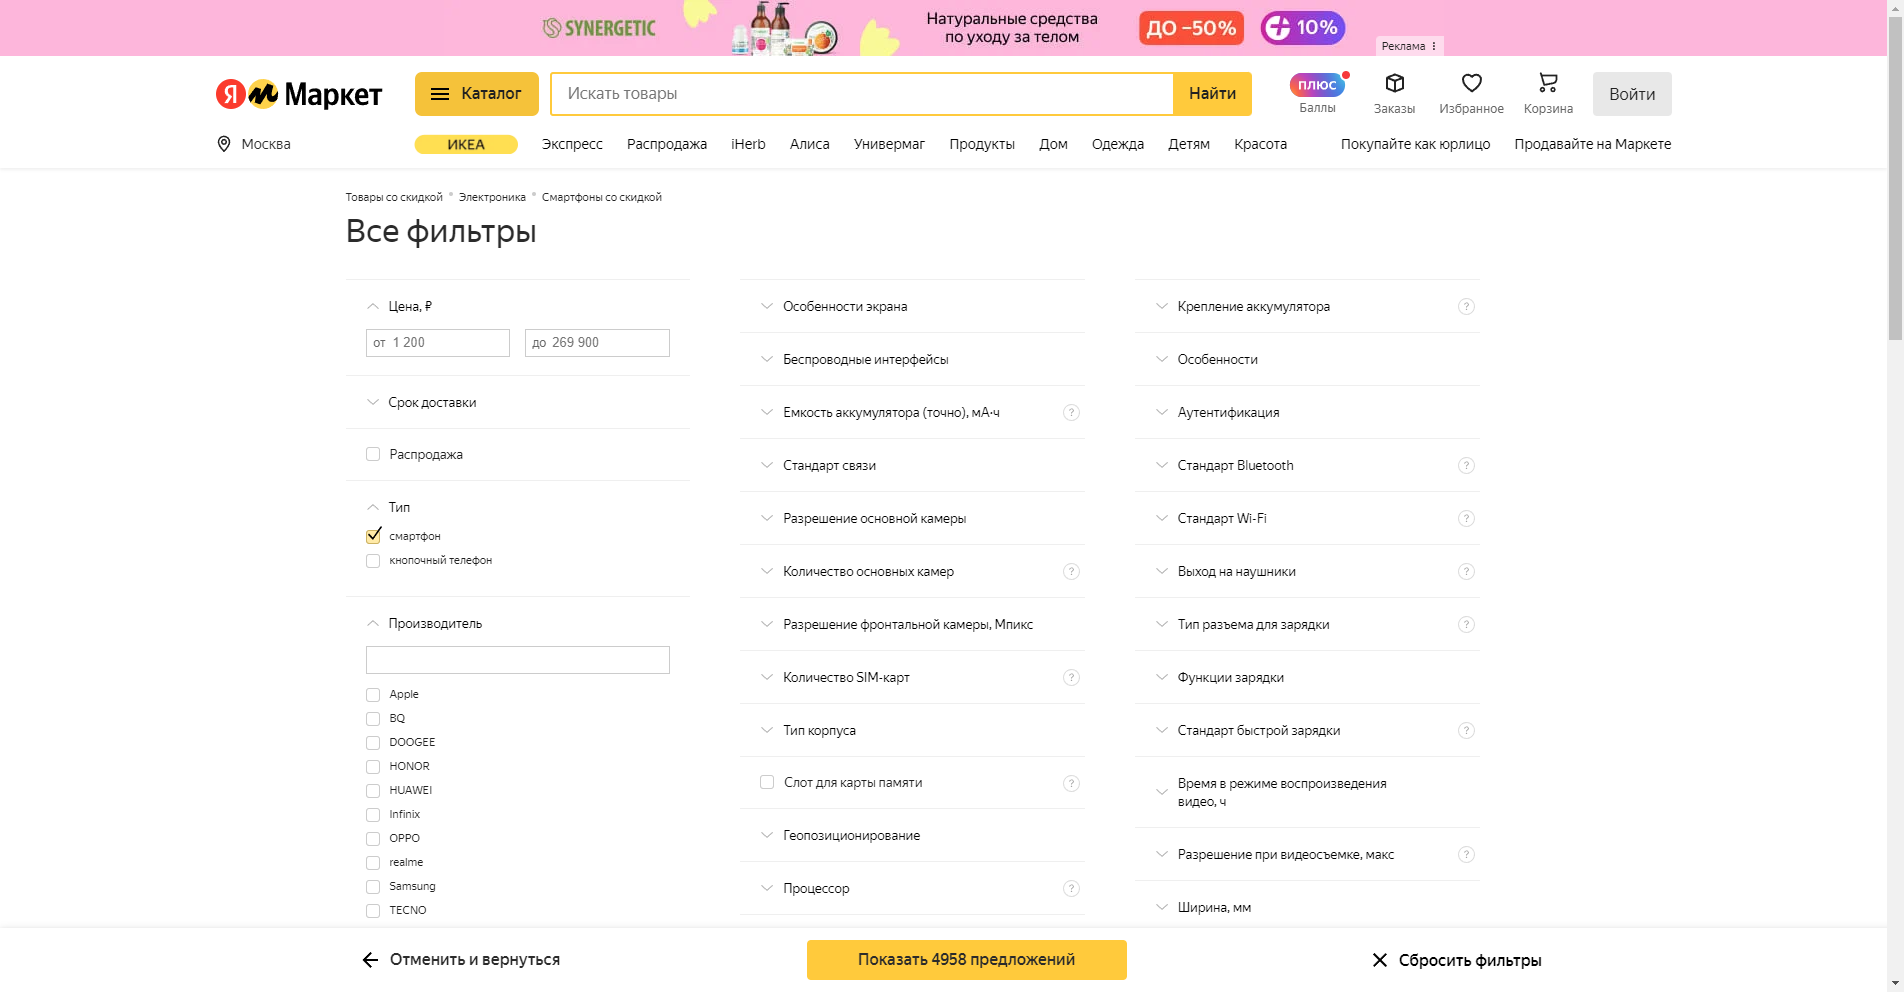 SYNERGETIC
Натуральные средства
по уходу за телом
ДО −50%
10%
Реклама
Я М Маркет
Каталог
Искать товары
Найти
плюс
Баллы
Заказы
Избранное
Корзина
Войти
Москва
ИКЕА
Экспресс
Распродажа
iHerb
Алиса
Универмаг
Продукты
Дом
Одежда
Детям
Красота
Покупайте как юрлицо
Продавайте на Маркете
Товары со скидкой • Электроника • Смартфоны со скидкой
Все фильтры
Цена, ₽
от 1 200
до 269 900
Срок доставки
Распродажа
Тип
смартфон
кнопочный телефон
Производитель
Apple
BQ
DOOGEE
HONOR
HUAWEI
Infinix
OPPO
realme
Samsung
TECNO
Особенности экрана
Беспроводные интерфейсы
Емкость аккумулятора (точно), мА⋅ч ?
Стандарт связи
Разрешение основной камеры
Количество основных камер ?
Разрешение фронтальной камеры, Мпикс
Количество SIM-карт ?
Тип корпуса
Слот для карты памяти ?
Геопозиционирование
Процессор ?
Крепление аккумулятора ?
Особенности
Аутентификация
Стандарт Bluetooth ?
Стандарт Wi-Fi ?
Выход на наушники ?
Тип разъема для зарядки ?
Функции зарядки
Стандарт быстрой зарядки ?
Время в режиме воспроизведения
видео, ч
Разрешение при видеосъемке, макс ?
Ширина, мм
Отменить и вернуться
Показать 4958 предложений
Сбросить фильтры